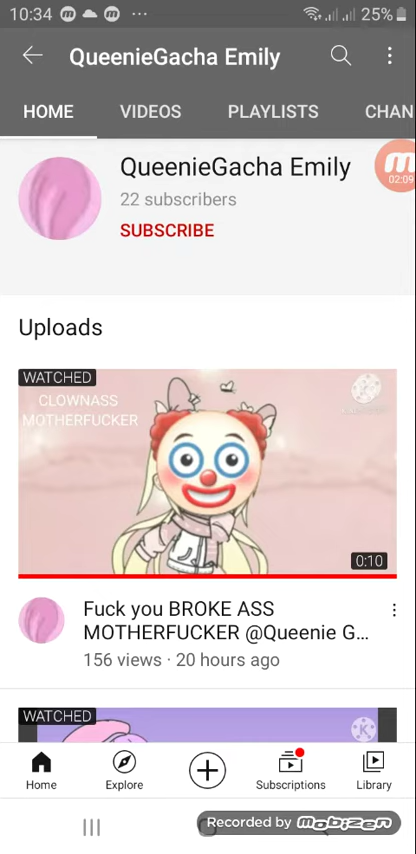 10:34 m m ... 25%
QueenieGacha Emily
HOME VIDEOS PLAYLISTS CHAN
QueenieGacha Emily
22 subscribers
SUBSCRIBE
m
02:09
Uploads
WATCHED
CLOWNASS
MOTHERFUCKER
0:10
Fuck you BROKE ASS
MOTHERFUCKER @Queenie G...
156 views · 20 hours ago
WATCHED
K
Home Explore Subscriptions Library
Recorded by mobizen